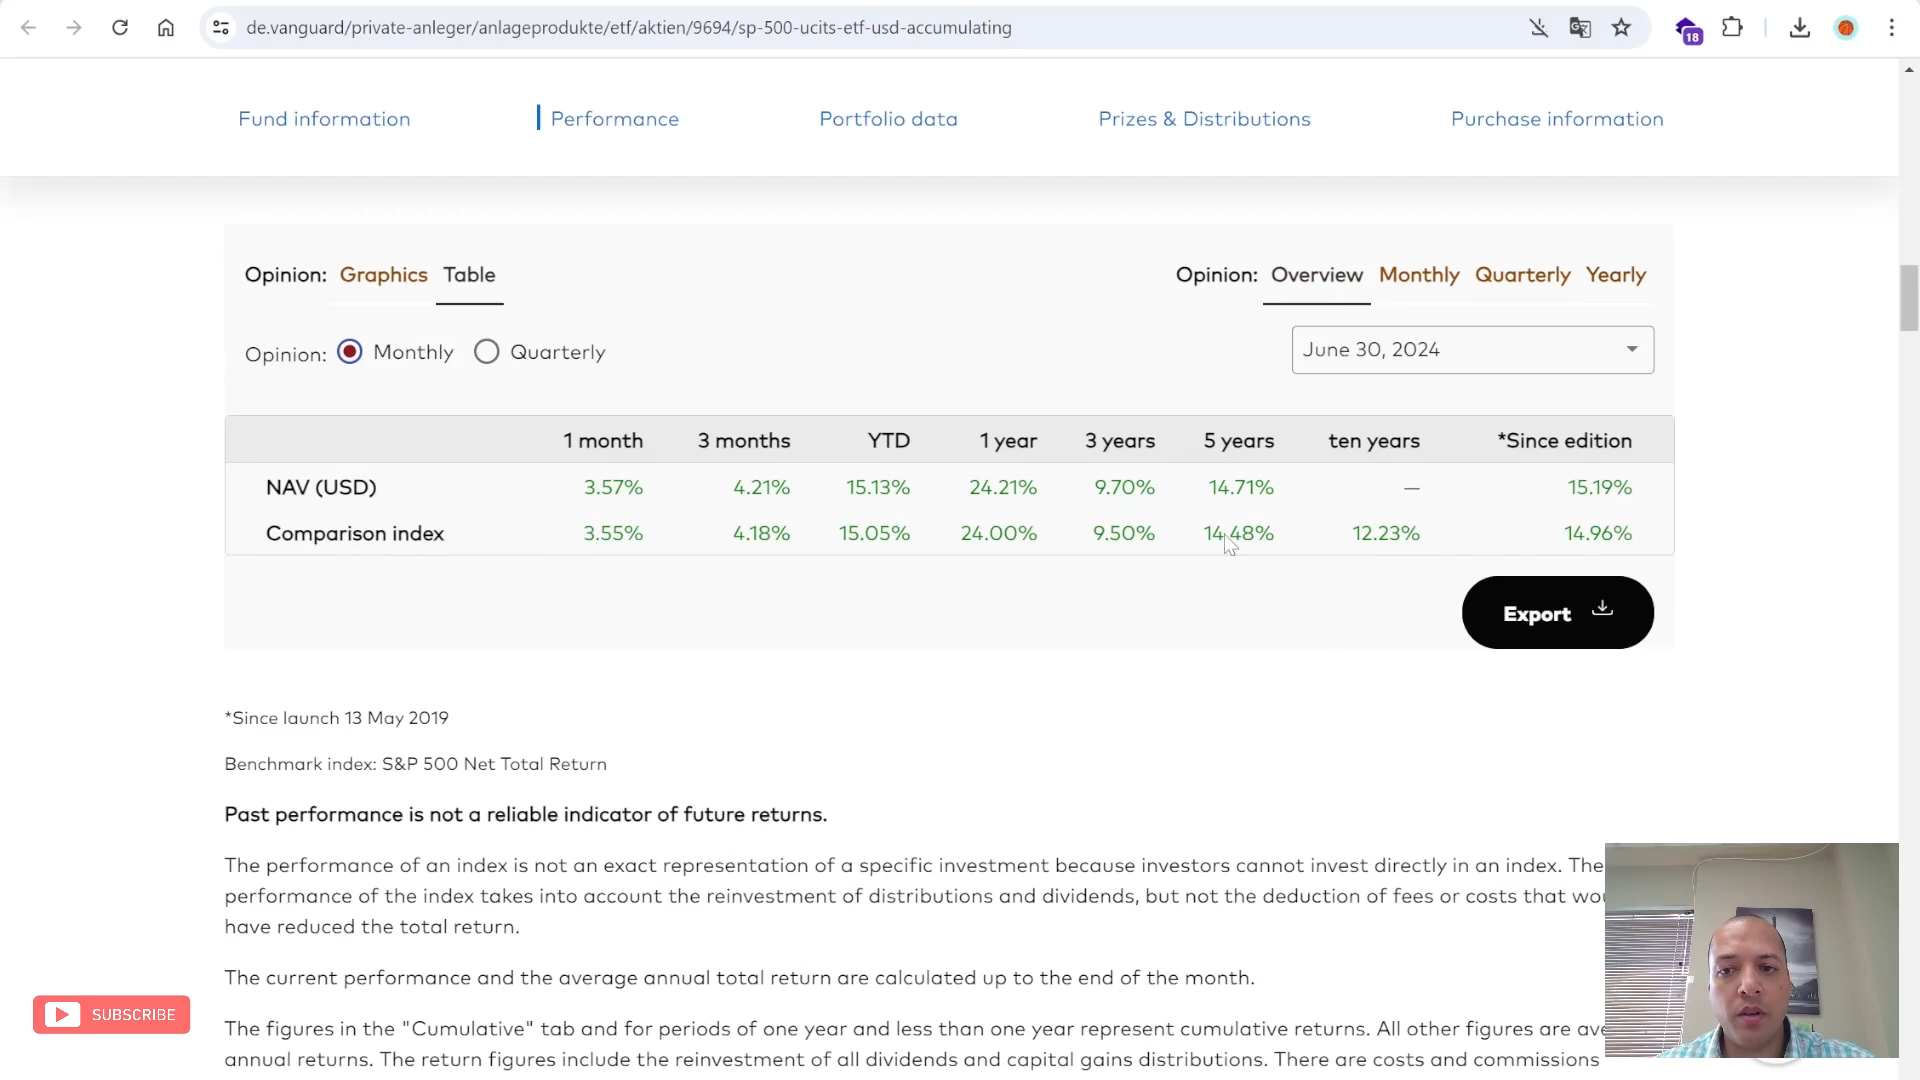 de.vanguard/private-anleger/anlageprodukte/etf/aktien/9694/sp-500-ucits-etf-usd-accumulating
18
Fund information Performance Portfolio data Prizes & Distributions Purchase information
Opinion: Graphics Table Opinion: Overview Monthly Quarterly Yearly
Opinion: Monthly Quarterly June 30, 2024
1 month 3 months YTD 1 year 3 years 5 years ten years *Since edition
NAV (USD) 3.57% 4.21% 15.13% 24.21% 9.70% 14.71% — 15.19%
Comparison index 3.55% 4.18% 15.05% 24.00% 9.50% 14.48% 12.23% 14.96%
Export
*Since launch 13 May 2019
Benchmark index: S&P 500 Net Total Return
Past performance is not a reliable indicator of future returns.
The performance of an index is not an exact representation of a specific investment because investors cannot invest directly in an index. The
performance of the index takes into account the reinvestment of distributions and dividends, but not the deduction of fees or costs that wou
have reduced the total return.
The current performance and the average annual total return are calculated up to the end of the month.
SUBSCRIBE
The figures in the "Cumulative" tab and for periods of one year and less than one year represent cumulative returns. All other figures are ave
annual returns. The return figures include the reinvestment of all dividends and capital gains distributions. There are costs and commissions